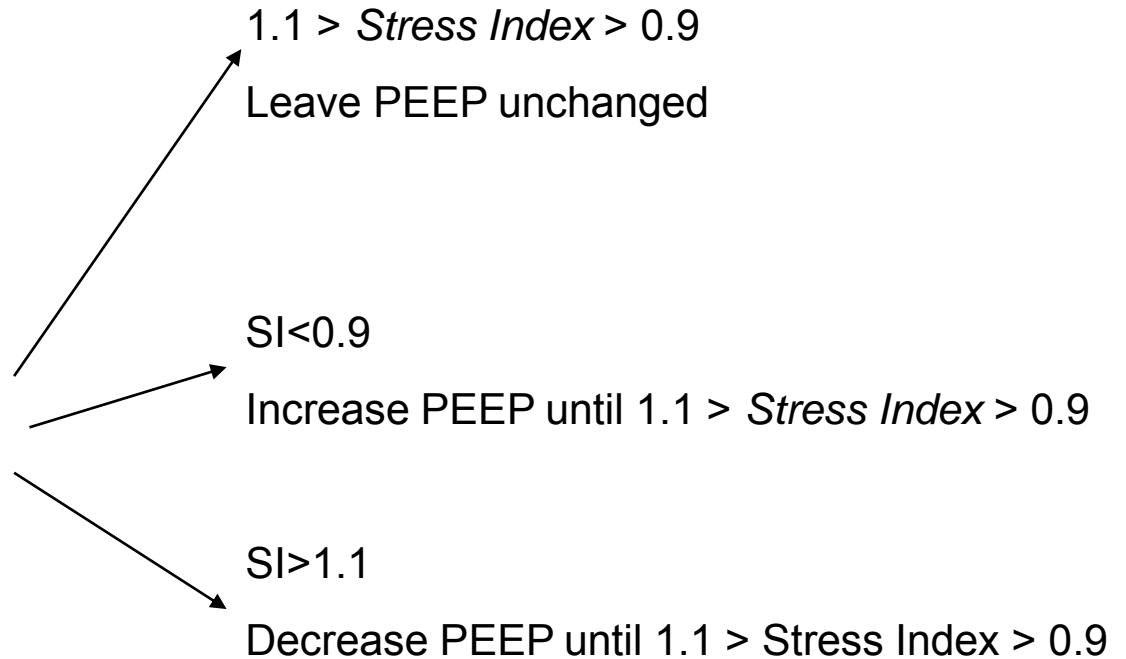 1.1 > Stress Index > 0.9
Leave PEEP unchanged
SI<0.9
Increase PEEP until 1.1 > Stress Index > 0.9
SI>1.1
Decrease PEEP until 1.1 > Stress Index > 0.9